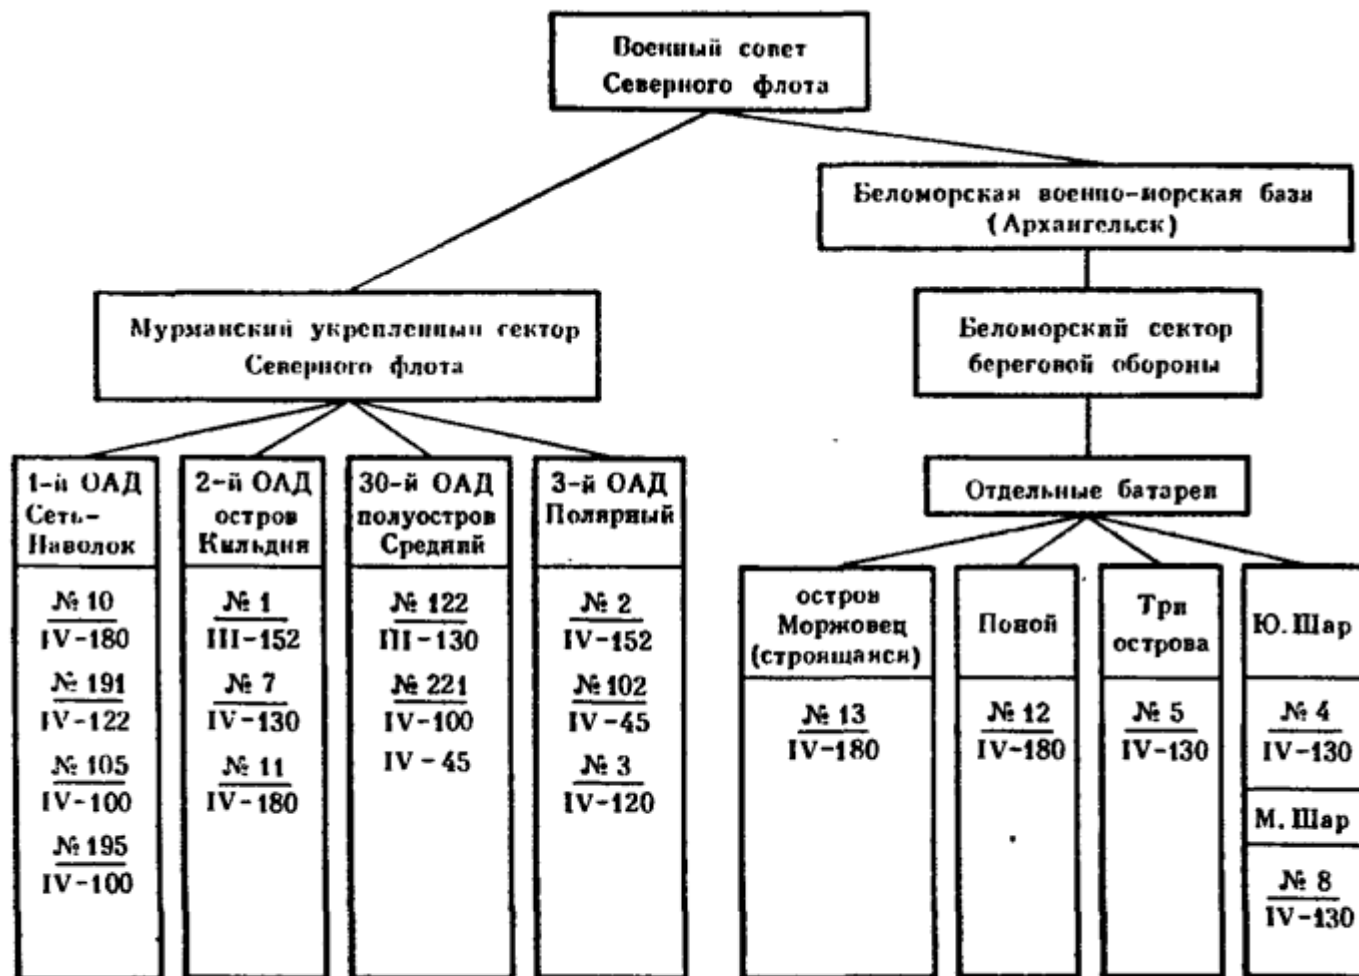 Военный совет
Северного флота
Беломорская военно-морская база
(Архангельск)
Мурманский укрепленный сектор
Северного флота
Беломорский сектор
береговой обороны
1-й ОАД
Сеть-
Наволок
2-й ОАД
остров
Кильдин
30-й ОАД
полуостров
Средний
3-й ОАД
Полярный
Отдельные батареи
№ 10
IV-180
№ 191
IV-122
№ 105
IV-100
№ 195
IV-100
№ 1
III-152
№ 7
IV-130
№ 11
IV-180
№ 122
III-130
№ 221
IV-100
IV-45
№ 2
IV-152
№ 102
IV-45
№ 3
IV-120
остров
Моржовец
(строящаяся)
№ 13
IV-180
Поной
№ 12
IV-180
Три
острова
№ 5
IV-130
Ю. Шар
№ 4
IV-130
М. Шар
№ 8
IV-130